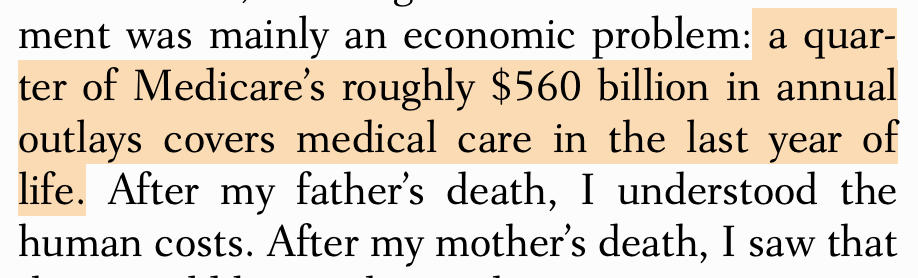 ment was mainly an economic problem: a quar-
ter of Medicare’s roughly $560 billion in annual
outlays covers medical care in the last year of
life. After my father’s death, I understood the
human costs. After my mother’s death, I saw that